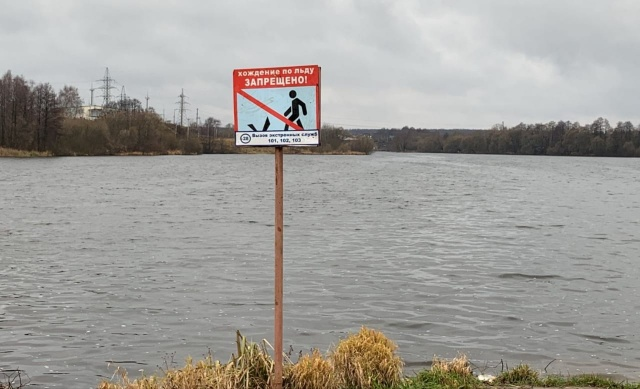 хождение по льду
ЗАПРЕЩЕНО!
Вызов экстренных служб
101, 102, 103